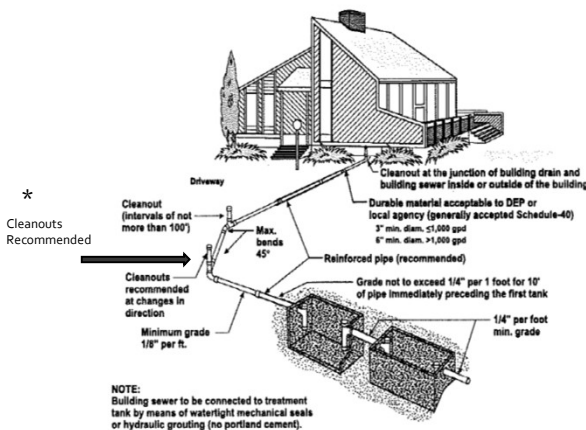 Cleanout at the junction of building drain and
building sewer inside or outside of the building
Driveway
Durable material acceptable to DEP or
local agency (generally accepted Schedule-40)
3" min. diam. ≤1,000 gpd
6" min. diam. >1,000 gpd
*
Cleanouts
Recommended
Cleanout
(intervals of not
more than 100')
Max.
bends
45°
Reinforced pipe (recommended)
Cleanouts
recommended
at changes in
direction
Grade not to exceed 1/4" per 1 foot for 10'
of pipe immediately preceding the first tank
Minimum grade
1/8" per ft.
1/4" per foot
min. grade
NOTE:
Building sewer to be connected to treatment
tank by means of watertight mechanical seals
or hydraulic grouting (no portland cement).